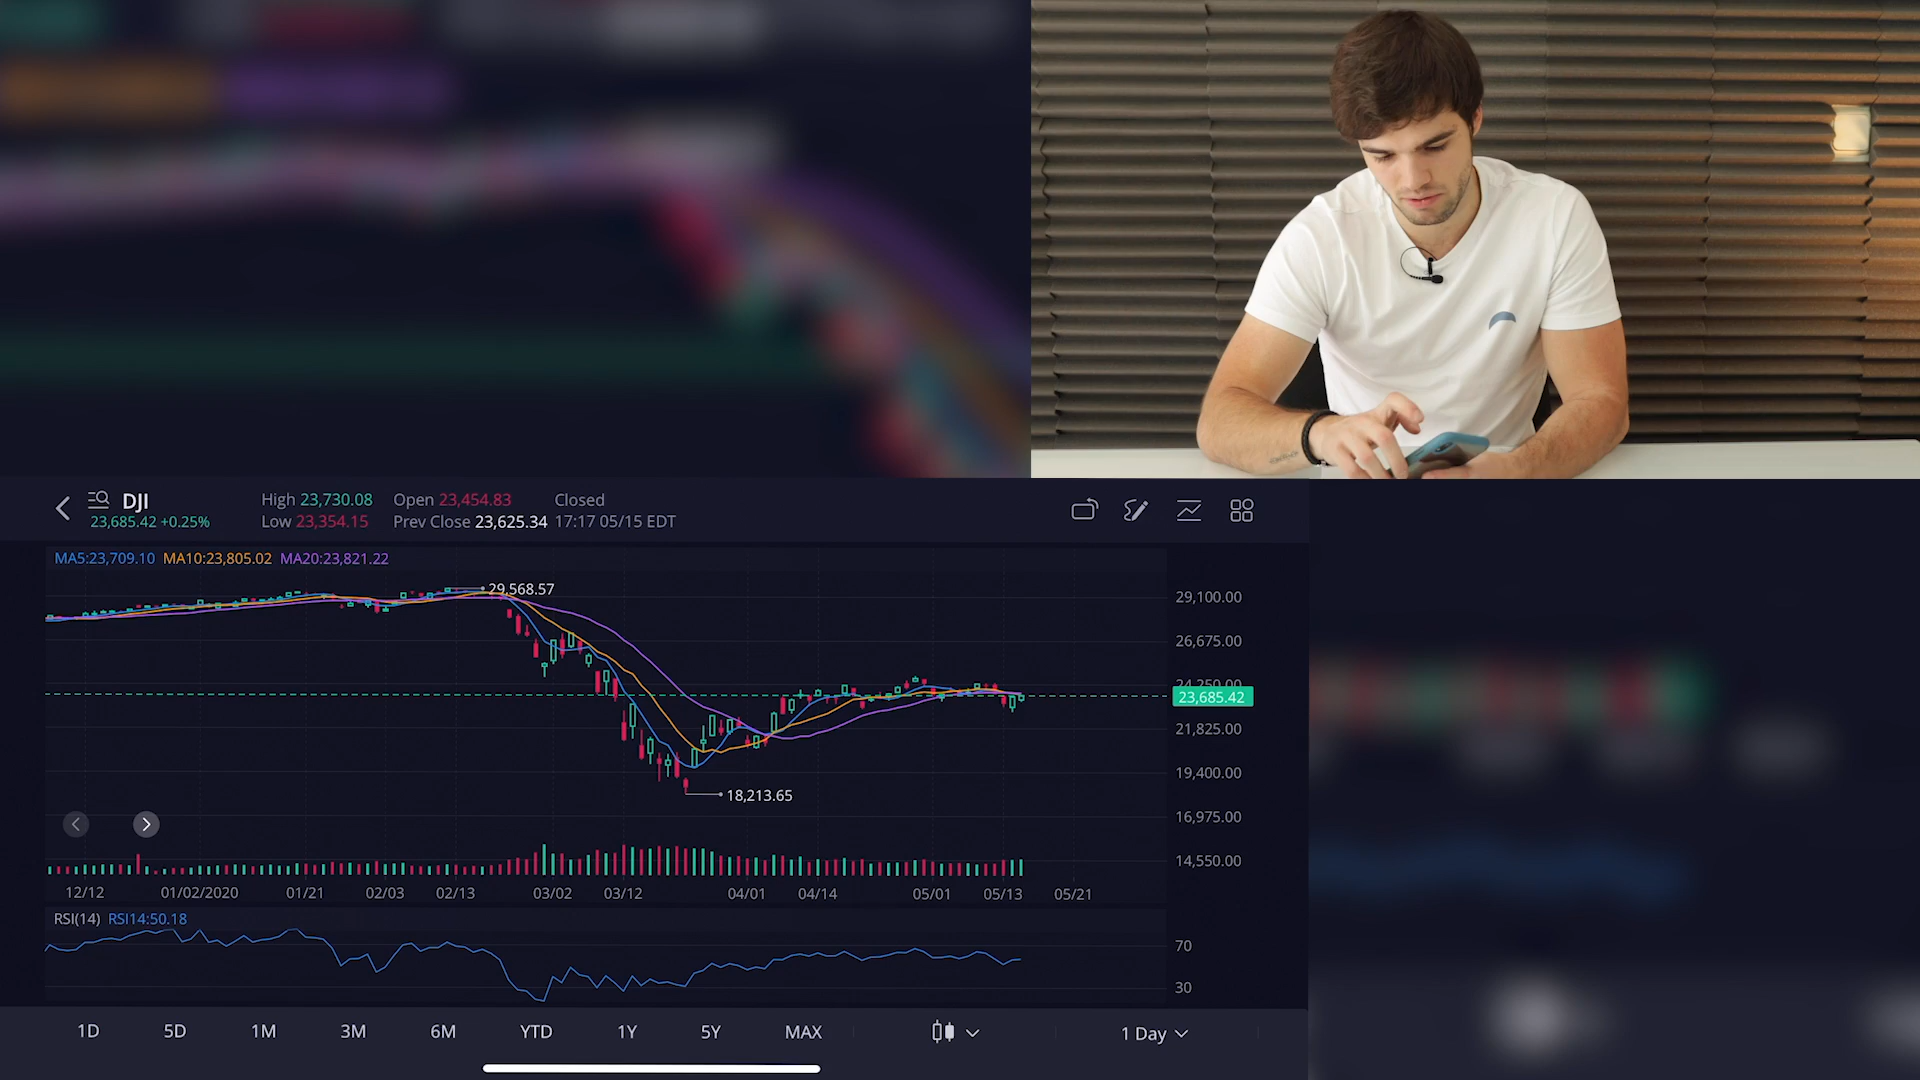 DJI
High 23,730.08 Open 23,454.83 Closed
23,685.42 +0.25% Low 23,354.15 Prev Close 23,625.34 17:17 05/15 EDT
MA5:23,709.10 MA10:23,805.02 MA20:23,821.22
29,568.57
29,100.00
26,675.00
24,250.00
23,685.42
21,825.00
19,400.00
18,213.65
16,975.00
14,550.00
12/12 01/02/2020 01/21 02/03 02/13 03/02 03/12 04/01 04/14 05/01 05/13 05/21
RSI(14) RSI14:50.18
70
30
1D 5D 1M 3M 6M YTD 1Y 5Y MAX 1 Day